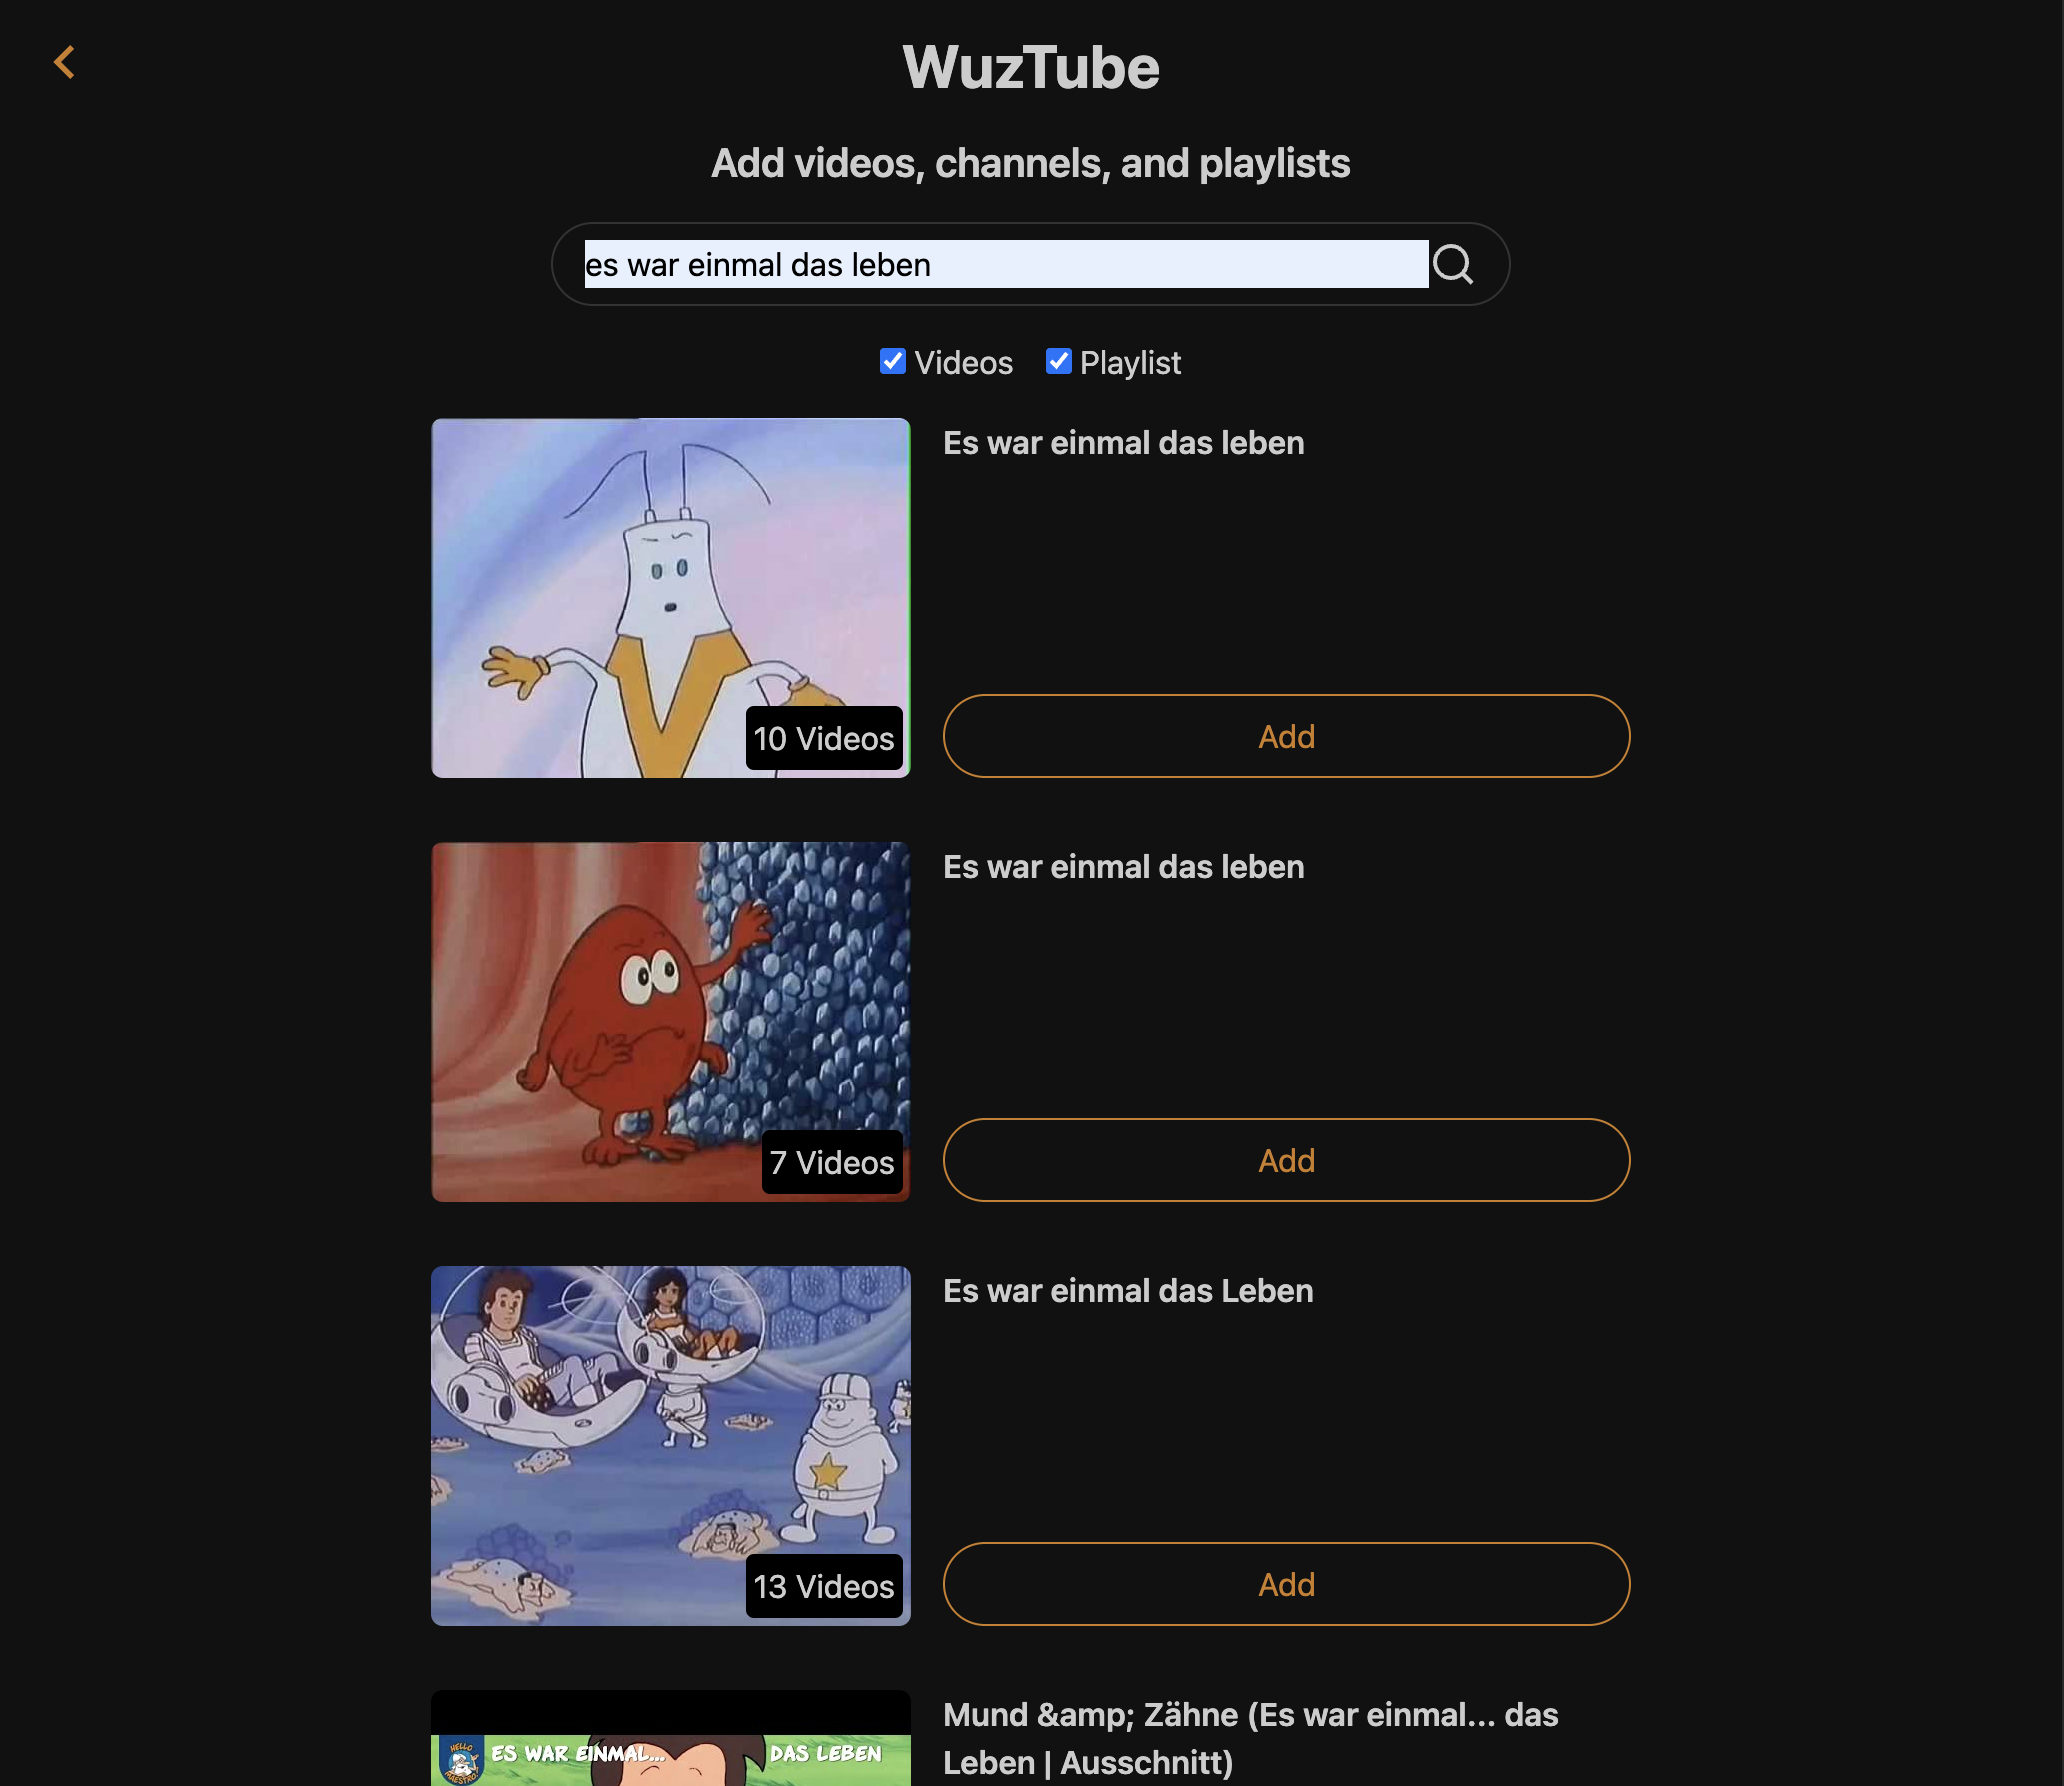 WuzTube
Add videos, channels, and playlists
es war einmal das leben
Videos
Playlist
Es war einmal das leben
10 Videos
Add
Es war einmal das leben
7 Videos
Add
Es war einmal das Leben
13 Videos
Add
Mund &amp; Zähne (Es war einmal... das
Leben | Ausschnitt)
HELLO
MAESTRO!
ES WAR EINMAL...
DAS LEBEN